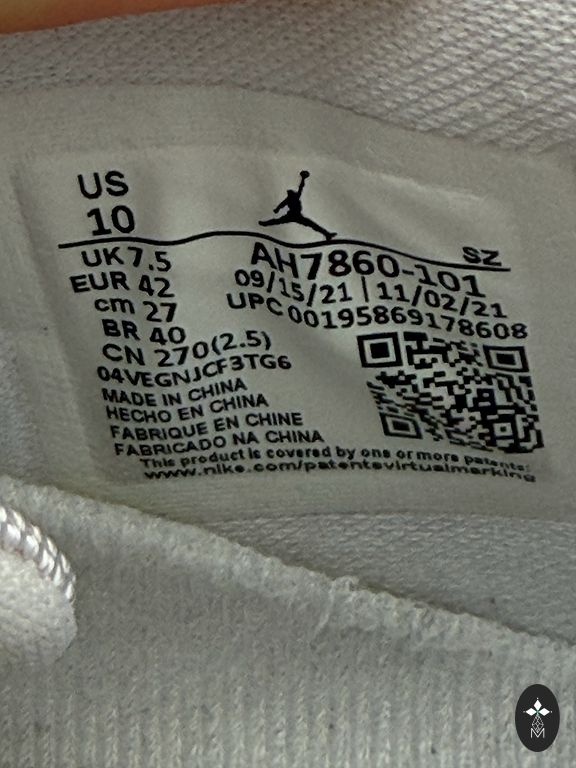 US
10
SZ
UK 7.5
EUR 42
cm 27
BR 40
CN 270(2.5)
04VEGNJCF3TG6
MADE IN CHINA
HECHO EN CHINA
FABRIQUE EN CHINE
FABRICADO NA CHINA
AH7860-101
09/15/21 | 11/02/21
UPC 00195869178608
This product is covered by one or more patents:
www.nike.com/patentsvirtualmarking
M